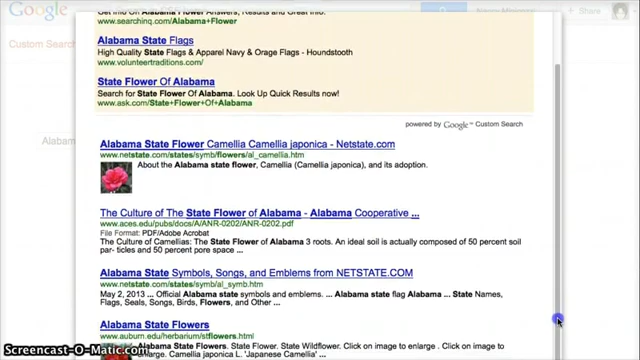 Google
Share
Custom Search
www.searchinq.com/Alabama+Flower
Alabama State Flags
High Quality State Flags & Apparel Navy & Orage Flags - Houndstooth
www.volunteertraditions.com/
State Flower Of Alabama
Search for State Flower Of Alabama. Look Up Quick Results now!
www.ask.com/State+Flower+Of+Alabama
powered by Google™ Custom Search
Alabam
Alabama State Flower Camellia Camellia japonica - Netstate.com
www.netstate.com/states/symb/flowers/al_camellia.htm
About the Alabama state flower, Camellia (Camellia japonica), and its adoption.
The Culture of The State Flower of Alabama - Alabama Cooperative ...
www.aces.edu/pubs/docs/A/ANR-0202/ANR-0202.pdf
File Format: PDF/Adobe Acrobat
The Culture of Camellias: The State Flower of Alabama 3 roots. An ideal soil is actually composed of 50 percent soil
par- ticles and 50 percent pore space ...
Alabama State Symbols, Songs, and Emblems from NETSTATE.COM
www.netstate.com/states/symb/al_symb.htm
May 2, 2013 ... Official Alabama state symbols and emblems. ... Alabama state flag Alabama ... State Names,
Flags, Seals, Songs, Birds, Flowers, and Other ...
Alabama State Flowers
www.auburn.edu/herbarium/stflowers.html
State Flower. State Wildflower. Click on image to enlarge . Click on image to
enlarge. Camellia japonica L. 'Japanese Camellia' ...
Screencast-O-Matic.com